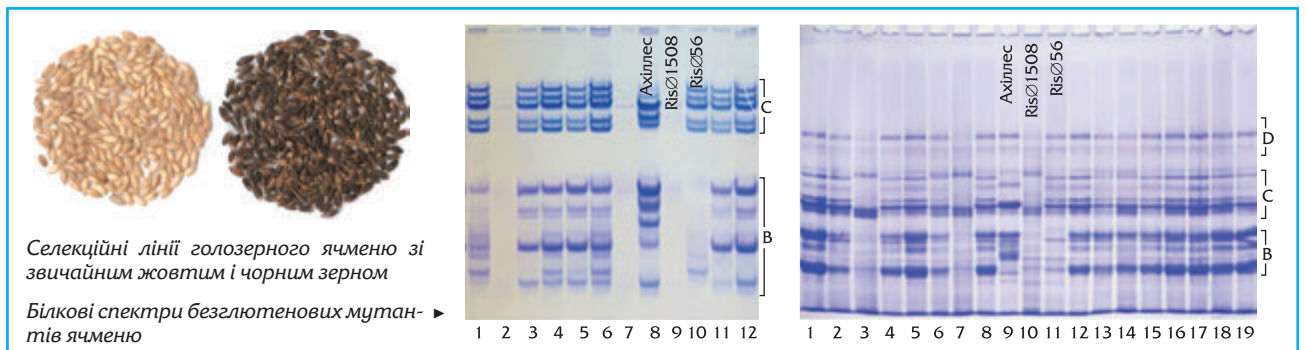 Селекційні лінії голозерного ячменю зі
звичайним жовтим і чорним зерном
Білкові спектри безглютенових мутан-
тів ячменю
Ахіллес
RisØ1508
RisØ56
C
B
1 2 3 4 5 6 7 8 9 10 11 12
Ахіллес
RisØ1508
RisØ56
D
C
B
1 2 3 4 5 6 7 8 9 10 11 12 13 14 15 16 17 18 19